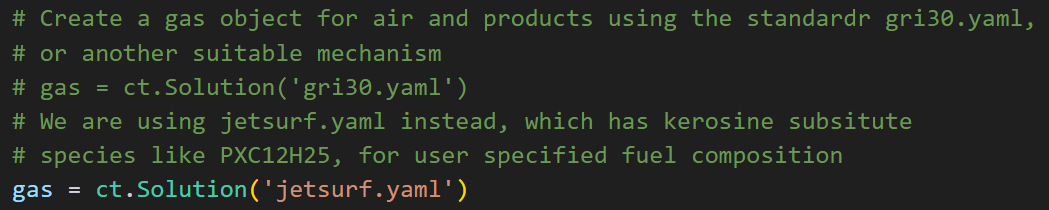 # Create a gas object for air and products using the standardr gri30.yaml,
# or another suitable mechanism
# gas = ct.Solution('gri30.yaml')
# We are using jetsurf.yaml instead, which has kerosine subsitute
# species like PXC12H25, for user specified fuel composition
gas = ct.Solution('jetsurf.yaml')